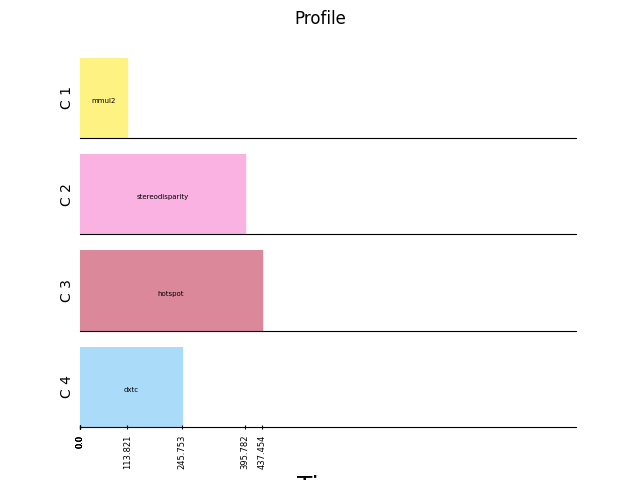 Profile
C 1
mmul2
C 2
stereodisparity
C 3
hotspot
C 4
dxtc
0.0
113.821
245.753
395.782
437.454